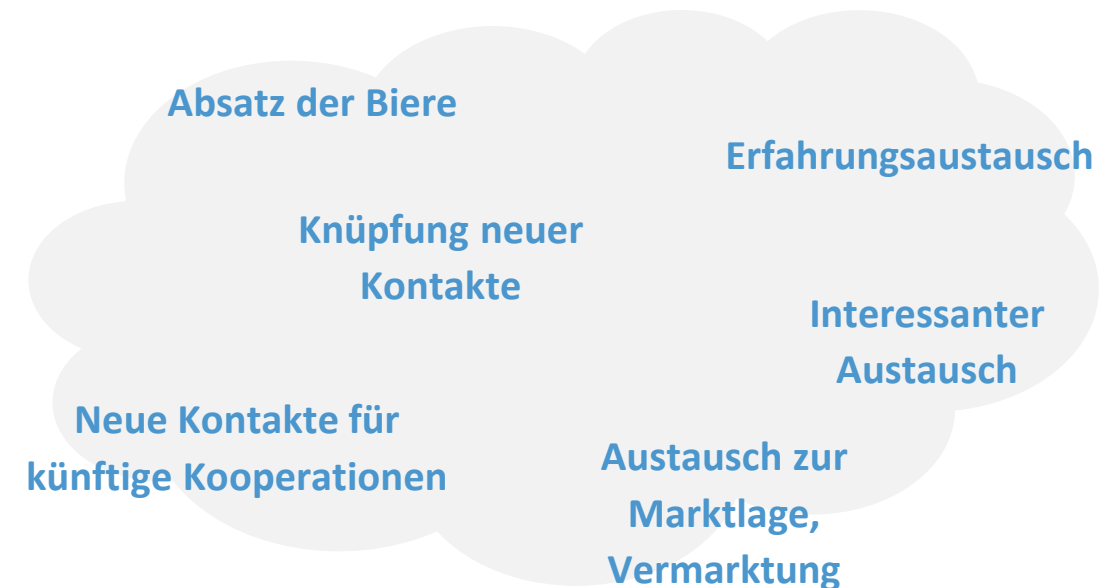 Absatz der Biere
Erfahrungsaustausch
Knüpfung neuer
Kontakte
Interessanter
Austausch
Neue Kontakte für
künftige Kooperationen
Austausch zur
Marktlage,
Vermarktung